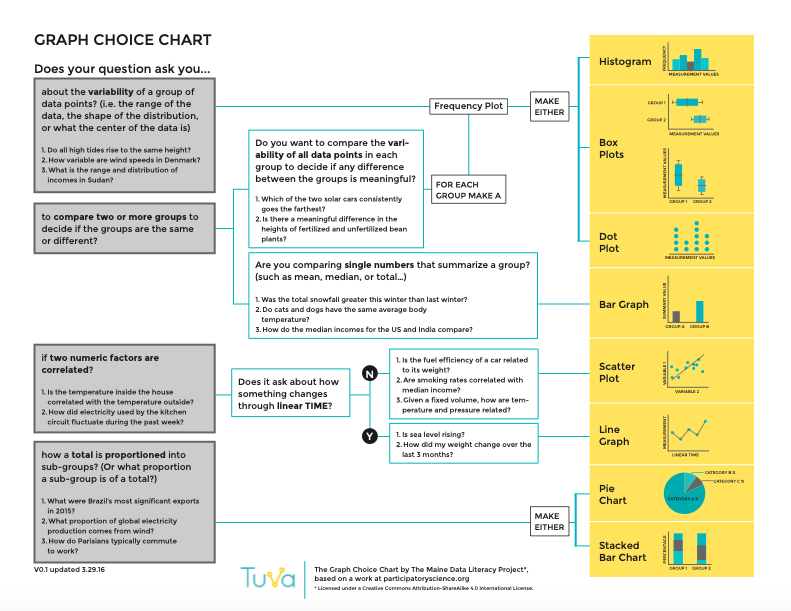 GRAPH CHOICE CHART
Does your question ask you...
about the variability of a group of
data points? (i.e. the range of the
data, the shape of the distribution,
or what the center of the data is)
1. Do all high tides rise to the same height?
2. How variable are wind speeds in Denmark?
3. What is the range and distribution of
incomes in Sudan?
to compare two or more groups to
decide if the groups are the same
or different?
Do you want to compare the vari-
ability of all data points in each
group to decide if any difference
between the groups is meaningful?
1. Which of the two solar cars consistently
goes the farthest?
2. Is there a meaningful difference in the
heights of fertilized and unfertilized bean
plants?
Are you comparing single numbers that summarize a group?
(such as mean, median, or total...)
1. Was the total snowfall greater this winter than last winter?
2. Do cats and dogs have the same average body
temperature?
3. How do the median incomes for the US and India compare?
Frequency Plot
FOR EACH
GROUP MAKE A
MAKE
EITHER
Histogram
FREQUENCY
MEASUREMENT VALUES
Box
Plots
GROUP 1
GROUP 2
MEASUREMENT VALUES
MEASUREMENT VALUES
GROUP 1 GROUP 2
Dot
Plot
MEASUREMENT VALUES
Bar Graph
SUMMARY VALUE
GROUP A GROUP B
if two numeric factors are
correlated?
1. Is the temperature inside the house
correlated with the temperature outside?
2. How did electricity used by the kitchen
circuit fluctuate during the past week?
Does it ask about how
something changes
through linear TIME?
N
1. Is the fuel efficiency of a car related
to its weight?
2. Are smoking rates correlated with
median income?
3. Given a fixed volume, how are tem-
perature and pressure related?
Y
1. Is sea level rising?
2. How did my weight change over the
last 3 months?
Scatter
Plot
VARIABLE 1
VARIABLE 2
Line
Graph
MEASUREMENT
LINEAR TIME
how a total is proportioned into
sub-groups? (Or what proportion
a sub-group is of a total?)
1. What were Brazil's most significant exports
in 2015?
2. What proportion of global electricity
production comes from wind?
3. How do Parisians typically commute
to work?
MAKE
EITHER
Pie
Chart
CATEGORY B %
CATEGORY C %
CATEGORY A %
Stacked
Bar Chart
PERCENTAGE
GROUP 1 GROUP 2
V0.1 updated 3.29.16
Tuva
The Graph Choice Chart by The Maine Data Literacy Project*,
based on a work at participatoryscience.org
* Licensed under a Creative Commons Attribution-ShareAlike 4.0 International License.